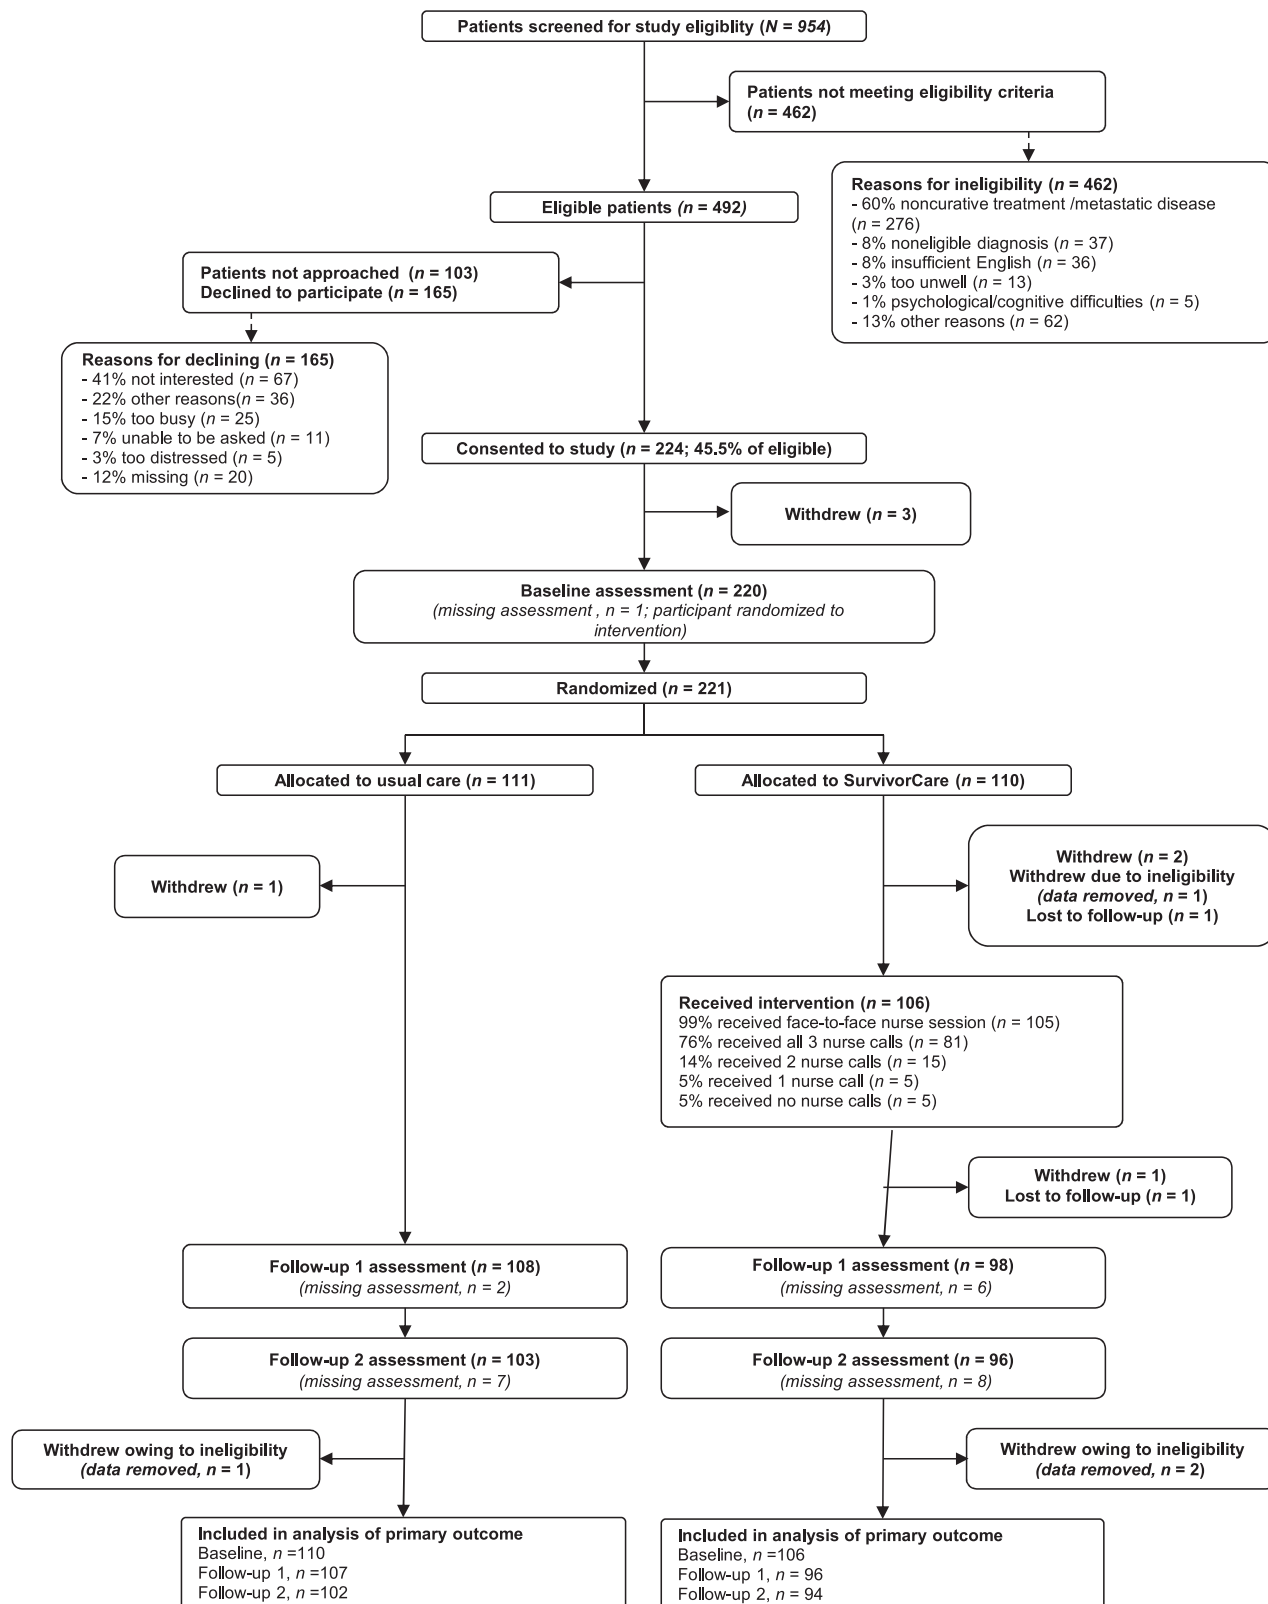 Patients screened for study eligiblity (N = 954)
Patients not meeting eligibility criteria
(n = 462)
Reasons for ineligibility (n = 462)
- 60% noncurative treatment /metastatic disease
(n = 276)
- 8% noneligible diagnosis (n = 37)
- 8% insufficient English (n = 36)
- 3% too unwell (n = 13)
- 1% psychological/cognitive difficulties (n = 5)
- 13% other reasons (n = 62)
Eligible patients (n = 492)
Patients not approached (n = 103)
Declined to participate (n = 165)
Reasons for declining (n = 165)
- 41% not interested (n = 67)
- 22% other reasons(n = 36)
- 15% too busy (n = 25)
- 7% unable to be asked (n = 11)
- 3% too distressed (n = 5)
- 12% missing (n = 20)
Consented to study (n = 224; 45.5% of eligible)
Withdrew (n = 3)
Baseline assessment (n = 220)
(missing assessment , n = 1; participant randomized to
intervention)
Randomized (n = 221)
Allocated to usual care (n = 111)
Allocated to SurvivorCare (n = 110)
Withdrew (n = 1)
Withdrew (n = 2)
Withdrew due to ineligibility
(data removed, n = 1)
Lost to follow-up (n = 1)
Received intervention (n = 106)
99% received face-to-face nurse session (n = 105)
76% received all 3 nurse calls (n = 81)
14% received 2 nurse calls (n = 15)
5% received 1 nurse call (n = 5)
5% received no nurse calls (n = 5)
Withdrew (n = 1)
Lost to follow-up (n = 1)
Follow-up 1 assessment (n = 108)
(missing assessment, n = 2)
Follow-up 1 assessment (n = 98)
(missing assessment, n = 6)
Follow-up 2 assessment (n = 103)
(missing assessment, n = 7)
Follow-up 2 assessment (n = 96)
(missing assessment, n = 8)
Withdrew owing to ineligibility
(data removed, n = 1)
Withdrew owing to ineligibility
(data removed, n = 2)
Included in analysis of primary outcome
Baseline, n =110
Follow-up 1, n =107
Follow-up 2, n =102
Included in analysis of primary outcome
Baseline, n =106
Follow-up 1, n = 96
Follow-up 2, n = 94